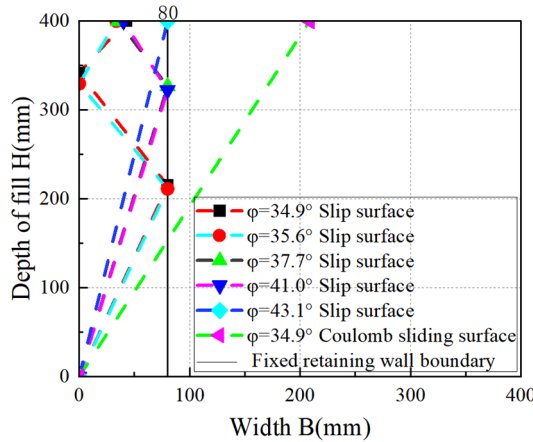 80
400
300
200
100
0
Depth of fill H(mm)
φ=34.9° Slip surface
φ=35.6° Slip surface
φ=37.7° Slip surface
φ=41.0° Slip surface
φ=43.1° Slip surface
φ=34.9° Coulomb sliding surface
Fixed retaining wall boundary
0 100 200 300 400
Width B(mm)